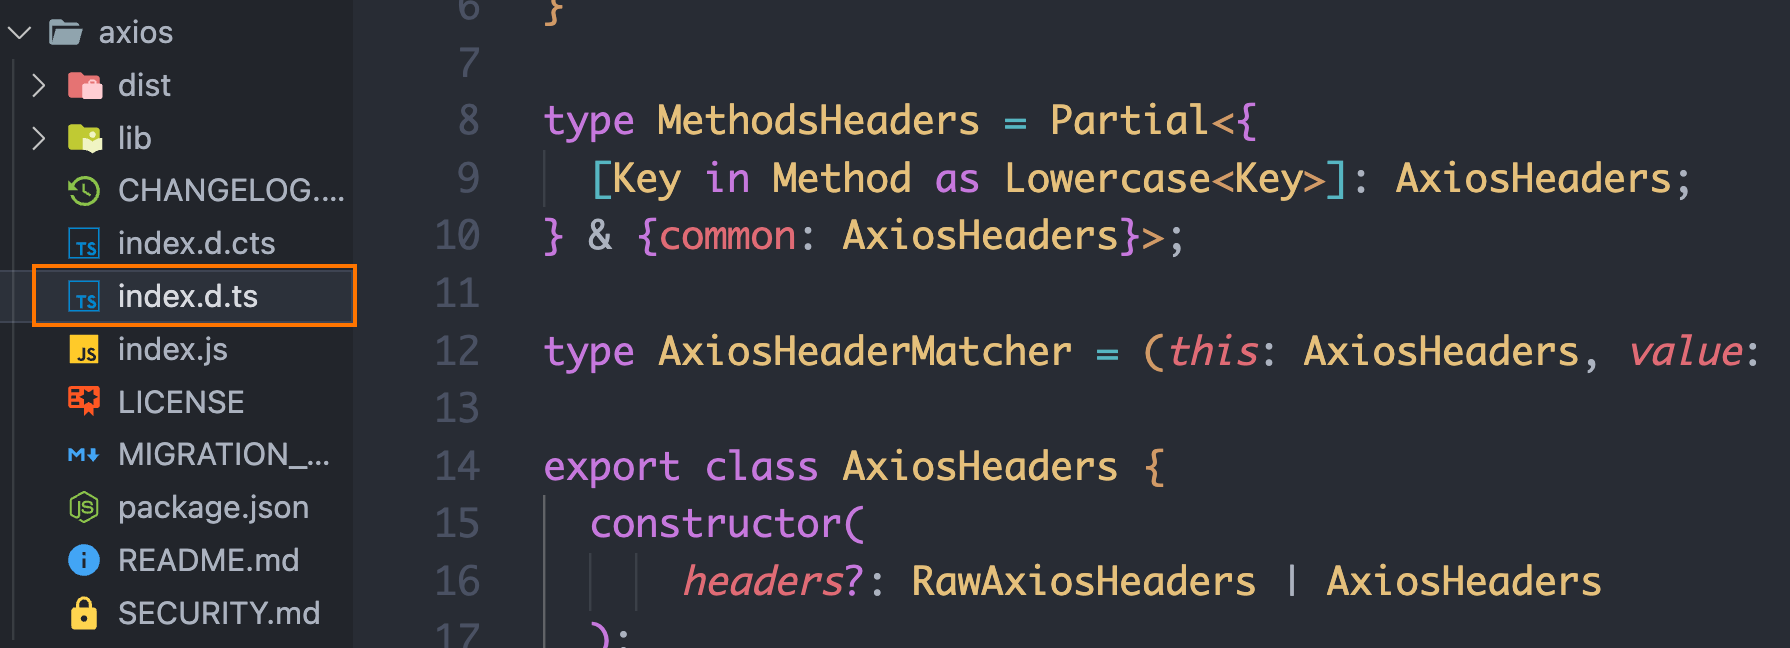 axios
dist
lib
CHANGELOG....
index.d.cts
index.d.ts
index.js
LICENSE
MIGRATION_...
package.json
README.md
SECURITY.md
6 }
7
8 type MethodsHeaders = Partial<{
9 [Key in Method as Lowercase<Key>]: AxiosHeaders;
10 } & {common: AxiosHeaders}>;
11
12 type AxiosHeaderMatcher = (this: AxiosHeaders, value:
13
14 export class AxiosHeaders {
15 constructor(
16 headers?: RawAxiosHeaders | AxiosHeaders
17 );